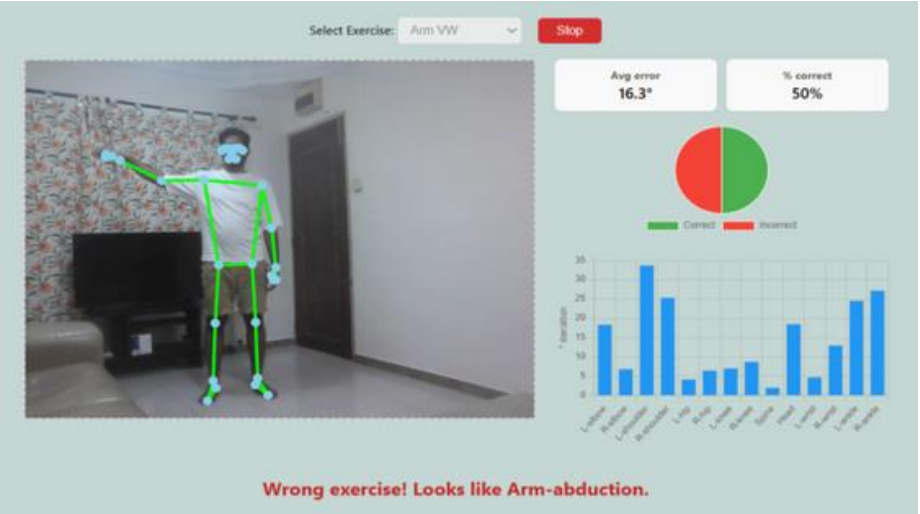 Select Exercise: Arm VW Stop
Avg error
16.3°
% correct
50%
Correct Incorrect
35
30
25
20
15
10
5
0
L-elbow
R-elbow
L-shoulder
R-shoulder
L-hip
R-hip
L-knee
R-knee
Spine
Head
L-wrist
R-wrist
L-ankle
R-ankle
Wrong exercise! Looks like Arm-abduction.